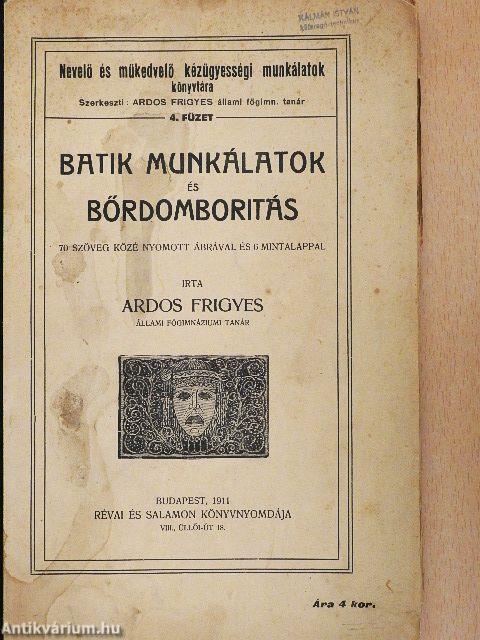 KÁLMÁN ISTVÁN
Nevelő és műkedvelő kézügyességi munkálatok
könyvtára
Szerkeszti: ARDOS FRIGYES állami főgimn. tanár
4. FÜZET
BATIK MUNKÁLATOK
ÉS
BŐRDOMBORITÁS
70 SZÖVEG KÖZÉ NYOMOTT ÁBRÁVAL ÉS 6 MINTALAPPAL
IRTA
ARDOS FRIGYES
ÁLLAMI FŐGIMNÁZIUMI TANÁR
BUDAPEST, 1911
RÉVAI ÉS SALAMON KÖNYVNYOMDÁJA
VIII., ÜLLŐI-ÚT 18.
Ára 4 kor.
Antikvárium.hu